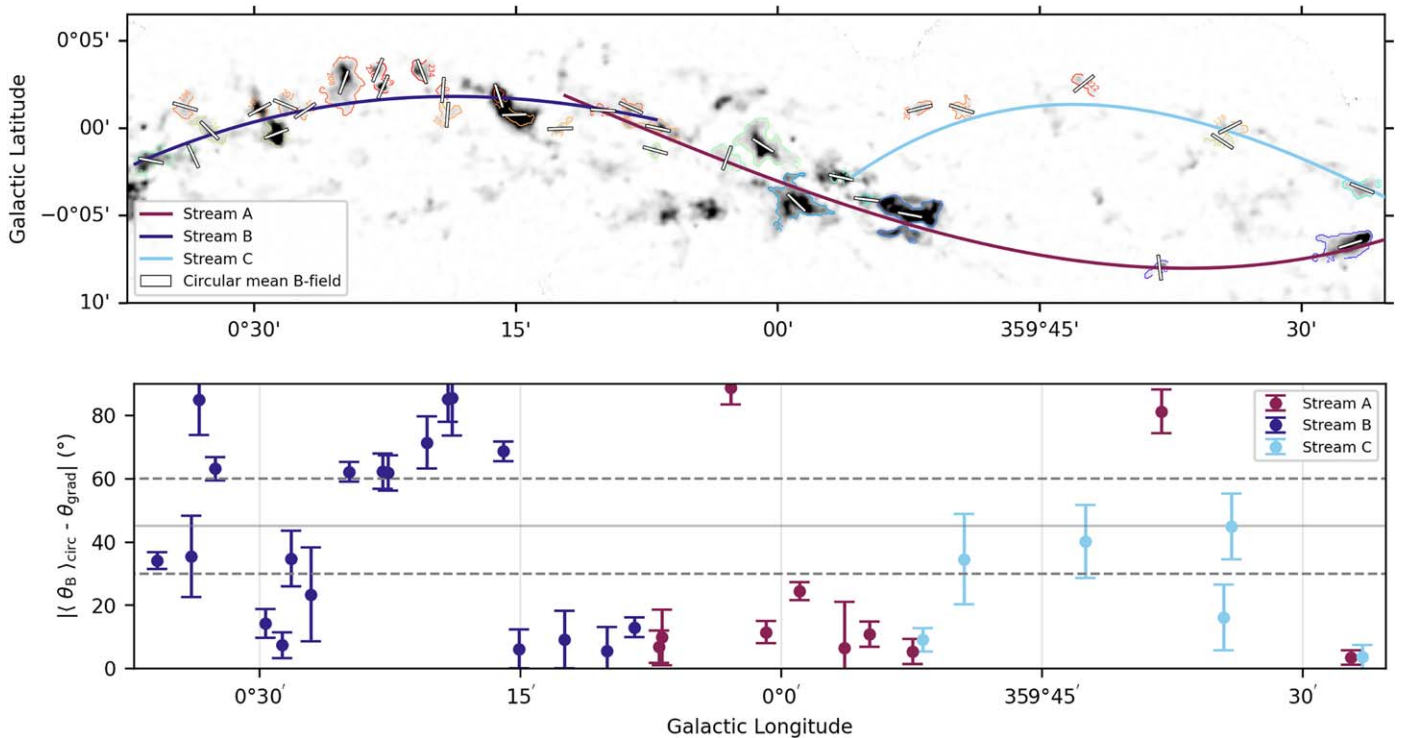 0°05'
00'
−0°05'
10'
Galactic Latitude
Stream A
Stream B
Stream C
Circular mean B-field
0°30'
15'
00'
359°45'
30'
80
60
40
20
0
|⟨ θB ⟩circ - θgrad| (°)
Stream A
Stream B
Stream C
0°30′
15′
0°0′
359°45′
30′
Galactic Longitude